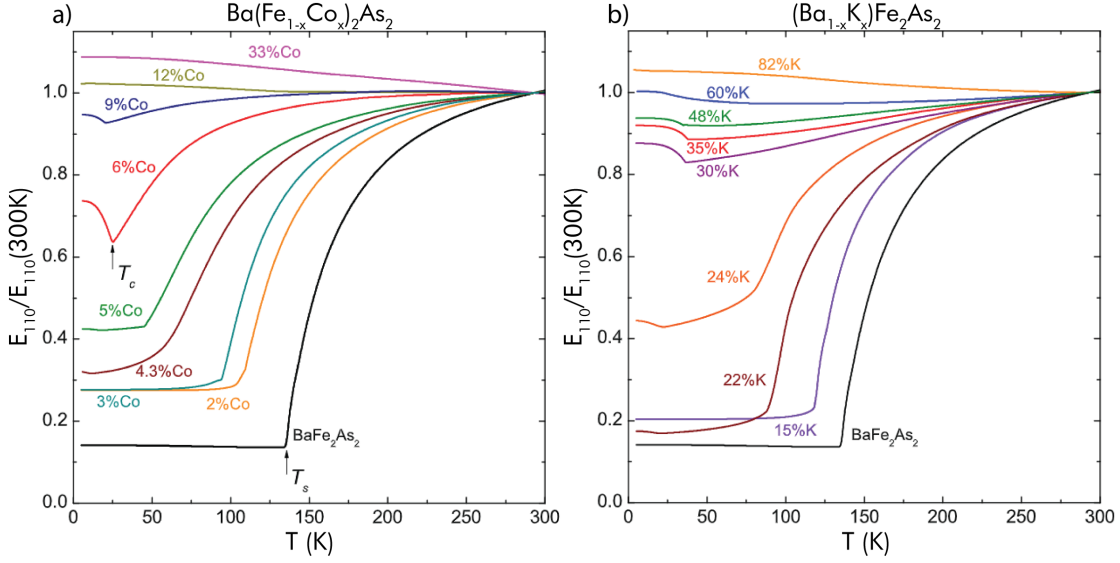 a)
Ba(Fe₁₋ₓCoₓ)₂As₂
33%Co
12%Co
9%Co
6%Co
T_c
5%Co
4.3%Co
3%Co
2%Co
BaFe₂As₂
T_s
E₁₁₀/E₁₁₀(300K)
1.0
0.8
0.6
0.4
0.2
0.0
0 50 100 150 200 250 300
T (K)
b)
(Ba₁₋ₓKₓ)Fe₂As₂
82%K
60%K
48%K
35%K
30%K
24%K
22%K
15%K
BaFe₂As₂
E₁₁₀/E₁₁₀(300K)
1.0
0.8
0.6
0.4
0.2
0.0
0 50 100 150 200 250 300
T (K)